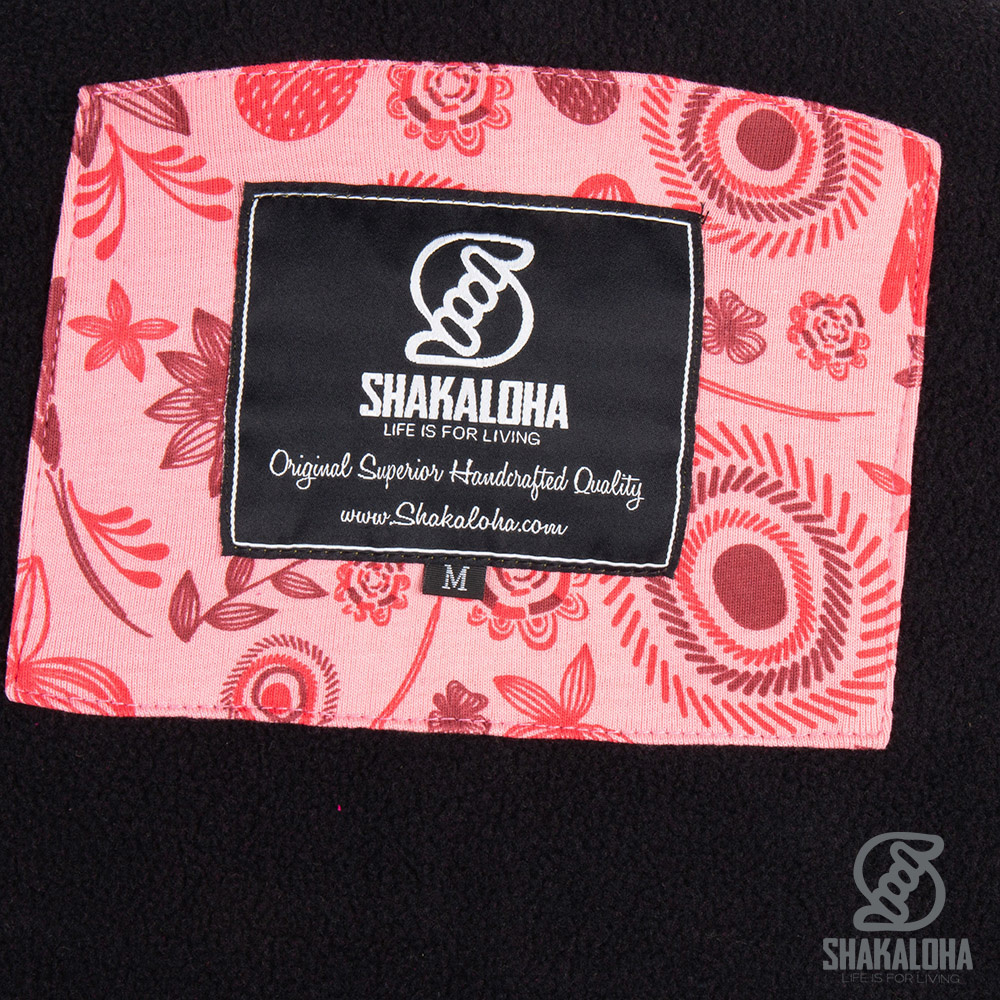 SHAKALOHA
LIFE IS FOR LIVING
Original Superior Handcrafted Quality
www.Shakaloha.com
M
SHAKALOHA
LIFE IS FOR LIVING